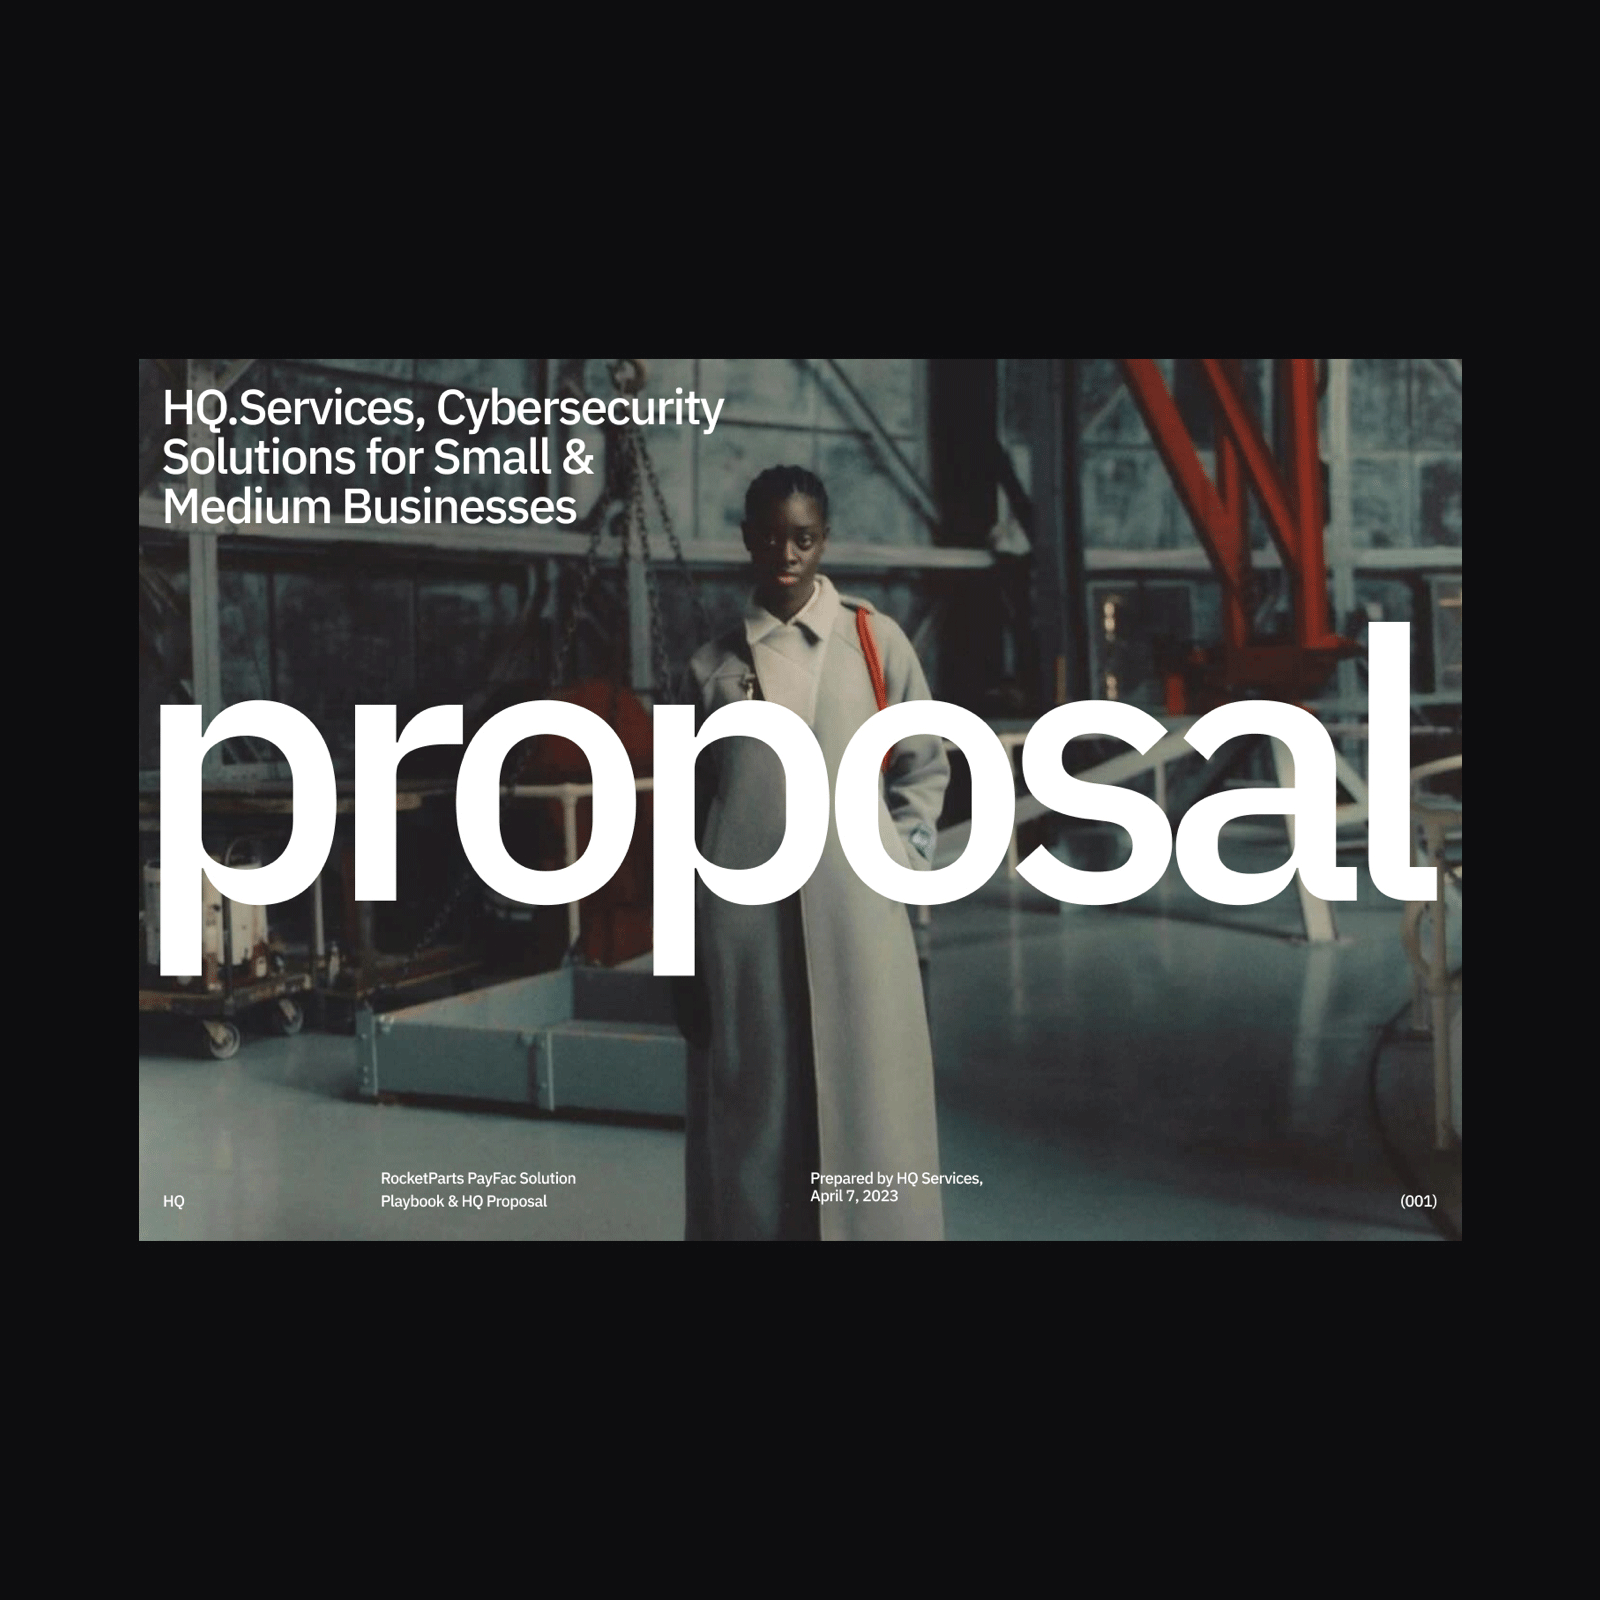 HQ.Services, Cybersecurity
Solutions for Small &
Medium Businesses
proposal
HQ
RocketParts PayFac Solution
Playbook & HQ Proposal
Prepared by HQ Services,
April 7, 2023
(001)